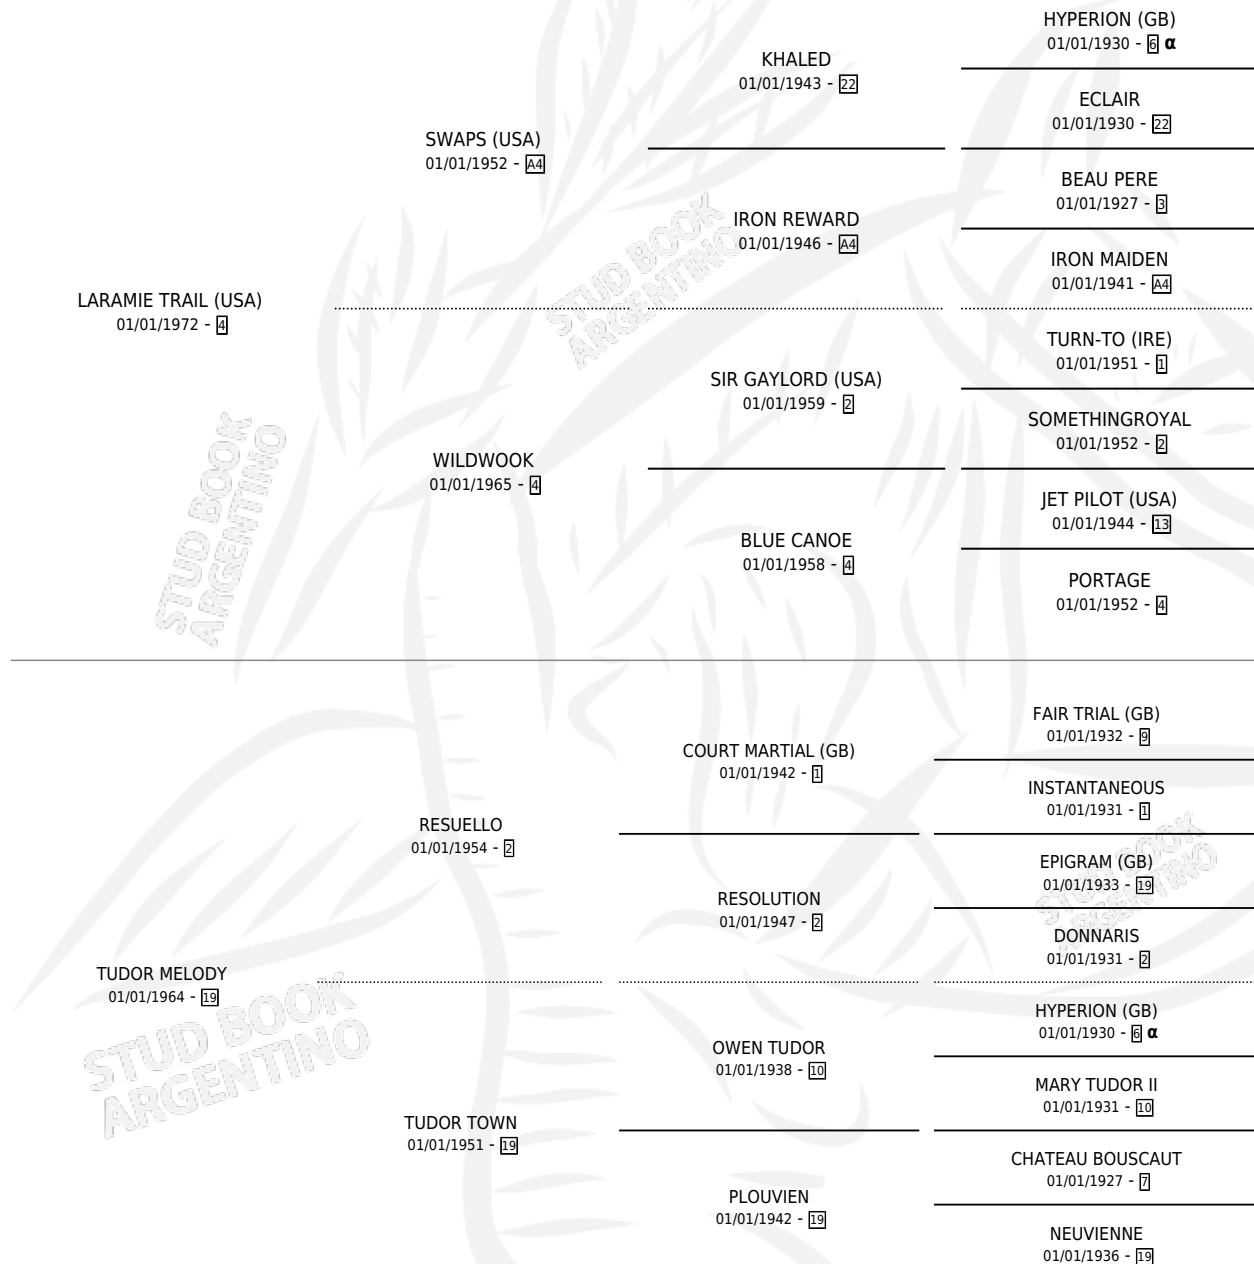 HYPERION (GB)
01/01/1930 - 6 α
KHALED
01/01/1943 - 22
ECLAIR
01/01/1930 - 22
SWAPS (USA)
01/01/1952 - A4
BEAU PERE
01/01/1927 - 3
IRON REWARD
01/01/1946 - A4
IRON MAIDEN
01/01/1941 - A4
LARAMIE TRAIL (USA)
01/01/1972 - 4
TURN-TO (IRE)
01/01/1951 - 1
SIR GAYLORD (USA)
01/01/1959 - 2
SOMETHINGROYAL
01/01/1952 - 2
WILDWOOK
01/01/1965 - 4
JET PILOT (USA)
01/01/1944 - 13
BLUE CANOE
01/01/1958 - 4
PORTAGE
01/01/1952 - 4
FAIR TRIAL (GB)
01/01/1932 - 9
COURT MARTIAL (GB)
01/01/1942 - 1
INSTANTANEOUS
01/01/1931 - 1
RESUELLO
01/01/1954 - 2
EPIGRAM (GB)
01/01/1933 - 19
RESOLUTION
01/01/1947 - 2
DONNARIS
01/01/1931 - 2
TUDOR MELODY
01/01/1964 - 19
HYPERION (GB)
01/01/1930 - 6 α
OWEN TUDOR
01/01/1938 - 10
MARY TUDOR II
01/01/1931 - 10
TUDOR TOWN
01/01/1951 - 19
CHATEAU BOUSCAUT
01/01/1927 - 7
PLOUVIEN
01/01/1942 - 19
NEUVIENNE
01/01/1936 - 19
STUD BOOK
ARGENTINO
STUD BOOK
ARGENTINO
STUD BOOK
ARGENTINO
STUD BOOK
ARGENTINO